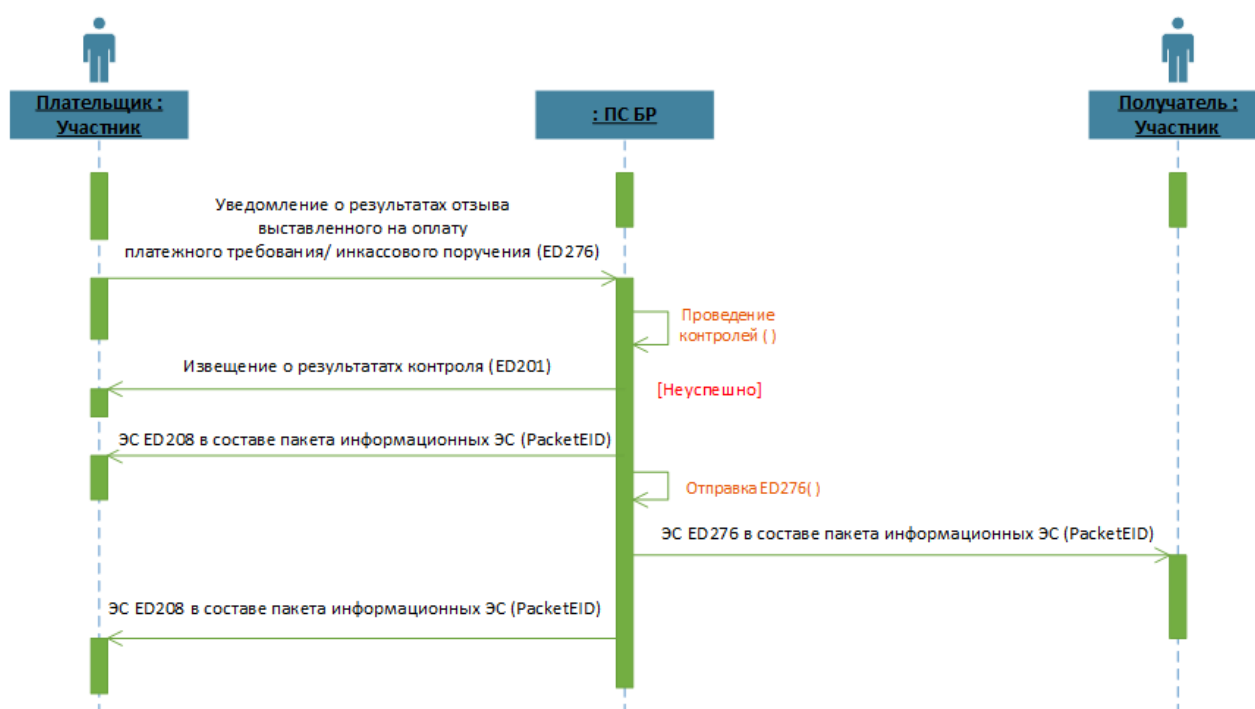 Плательщик :
Участник
: ПС БР
Получатель :
Участник
Уведомление о результатах отзыва
выставленного на оплату
платежного требования/ инкассового поручения (ED276)
Проведение
контролей ( )
Извещение о результататх контроля (ED201)
[Неуспешно]
ЭС ED208 в составе пакета информационных ЭС (PacketEID)
Отправка ED276( )
ЭС ED276 в составе пакета информационных ЭС (PacketEID)
ЭС ED208 в составе пакета информационных ЭС (PacketEID)